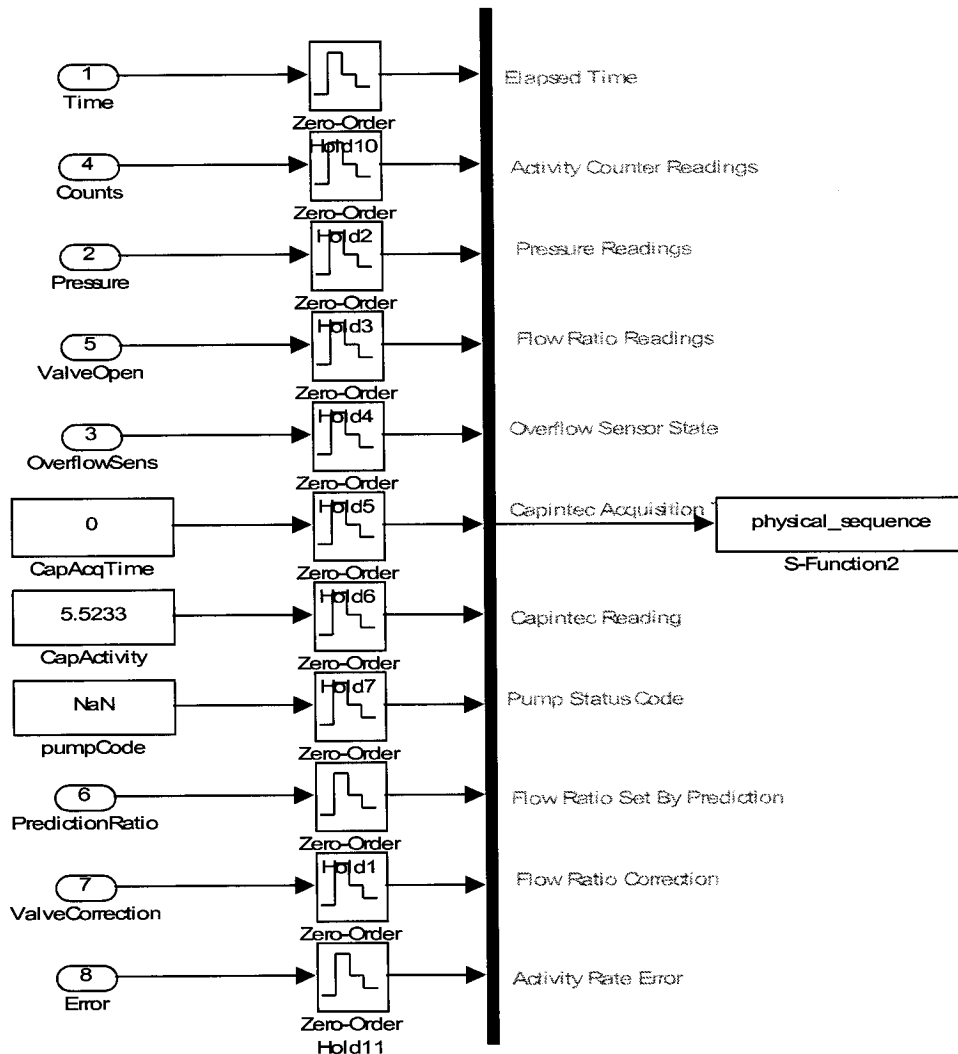 1
Time
Zero-Order
Hold10
Elapsed Time
4
Counts
Zero-Order
Hold2
Activity Counter Readings
2
Pressure
Zero-Order
Hold3
Pressure Readings
5
ValveOpen
Zero-Order
Hold4
Flow Ratio Readings
3
OverflowSens
Zero-Order
Hold5
Overflow Sensor State
0
CapAcqTime
Zero-Order
Hold6
Capintec Acquisition
physical_sequence
S-Function2
5.5233
CapActivity
Zero-Order
Hold7
Capintec Reading
NaN
pumpCode
Zero-Order
Pump Status Code
6
PredictionRatio
Zero-Order
Hold1
Flow Ratio Set By Prediction
7
ValveCorrection
Zero-Order
Flow Ratio Correction
8
Error
Zero-Order
Hold11
Activity Rate Error